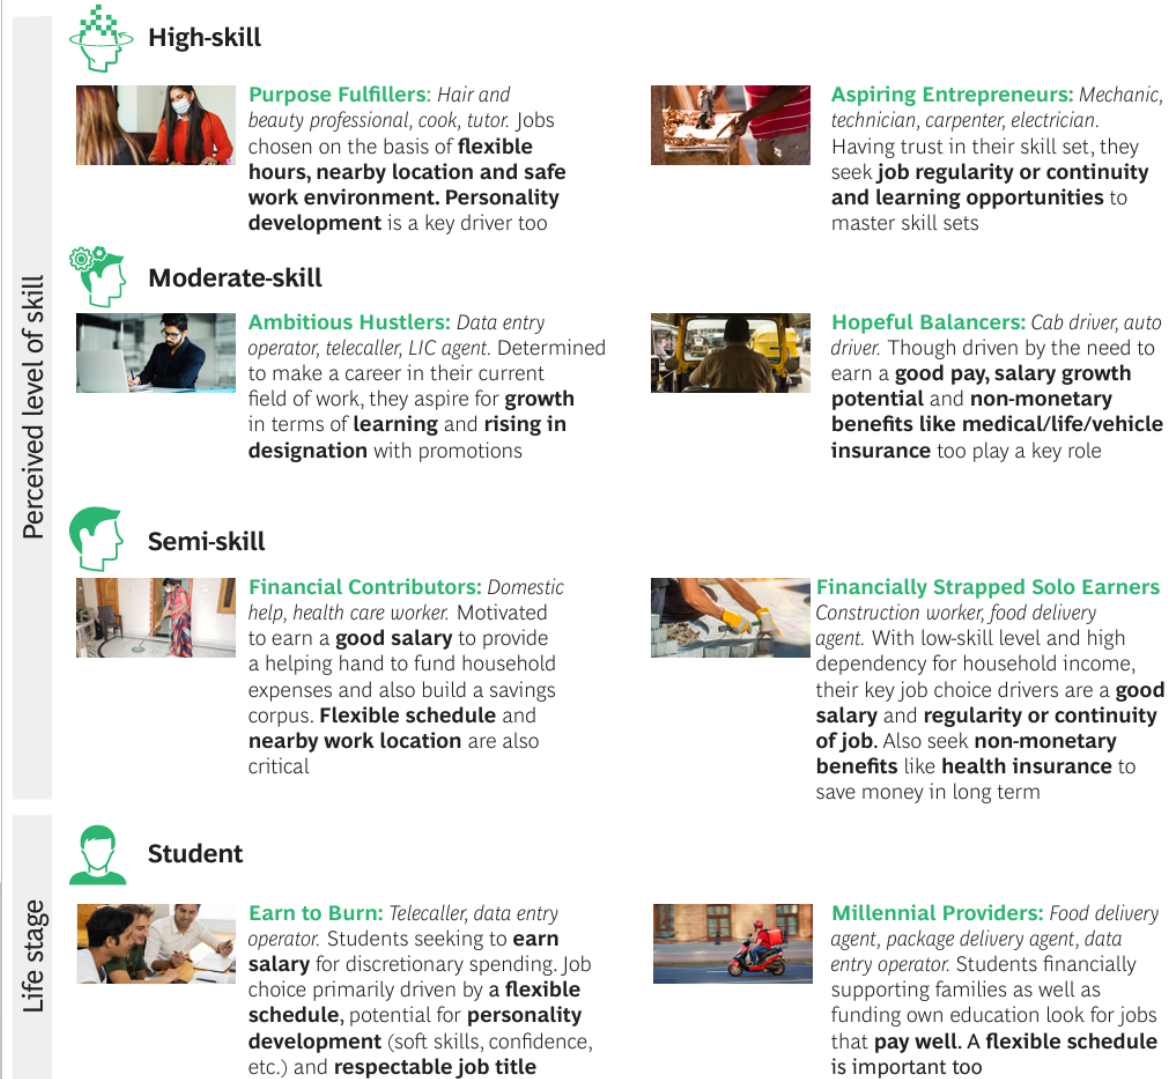 Perceived level of skill
High-skill
Purpose Fulfillers: Hair and
beauty professional, cook, tutor. Jobs
chosen on the basis of flexible
hours, nearby location and safe
work environment. Personality
development is a key driver too
Aspiring Entrepreneurs: Mechanic,
technician, carpenter, electrician.
Having trust in their skill set, they
seek job regularity or continuity
and learning opportunities to
master skill sets
Moderate-skill
Ambitious Hustlers: Data entry
operator, telecaller, LIC agent. Determined
to make a career in their current
field of work, they aspire for growth
in terms of learning and rising in
designation with promotions
Hopeful Balancers: Cab driver, auto
driver. Though driven by the need to
earn a good pay, salary growth
potential and non-monetary
benefits like medical/life/vehicle
insurance too play a key role
Semi-skill
Financial Contributors: Domestic
help, health care worker. Motivated
to earn a good salary to provide
a helping hand to fund household
expenses and also build a savings
corpus. Flexible schedule and
nearby work location are also
critical
Financially Strapped Solo Earners
Construction worker, food delivery
agent. With low-skill level and high
dependency for household income,
their key job choice drivers are a good
salary and regularity or continuity
of job. Also seek non-monetary
benefits like health insurance to
save money in long term
Life stage
Student
Earn to Burn: Telecaller, data entry
operator. Students seeking to earn
salary for discretionary spending. Job
choice primarily driven by a flexible
schedule, potential for personality
development (soft skills, confidence,
etc.) and respectable job title
Millennial Providers: Food delivery
agent, package delivery agent, data
entry operator. Students financially
supporting families as well as
funding own education look for jobs
that pay well. A flexible schedule
is important too